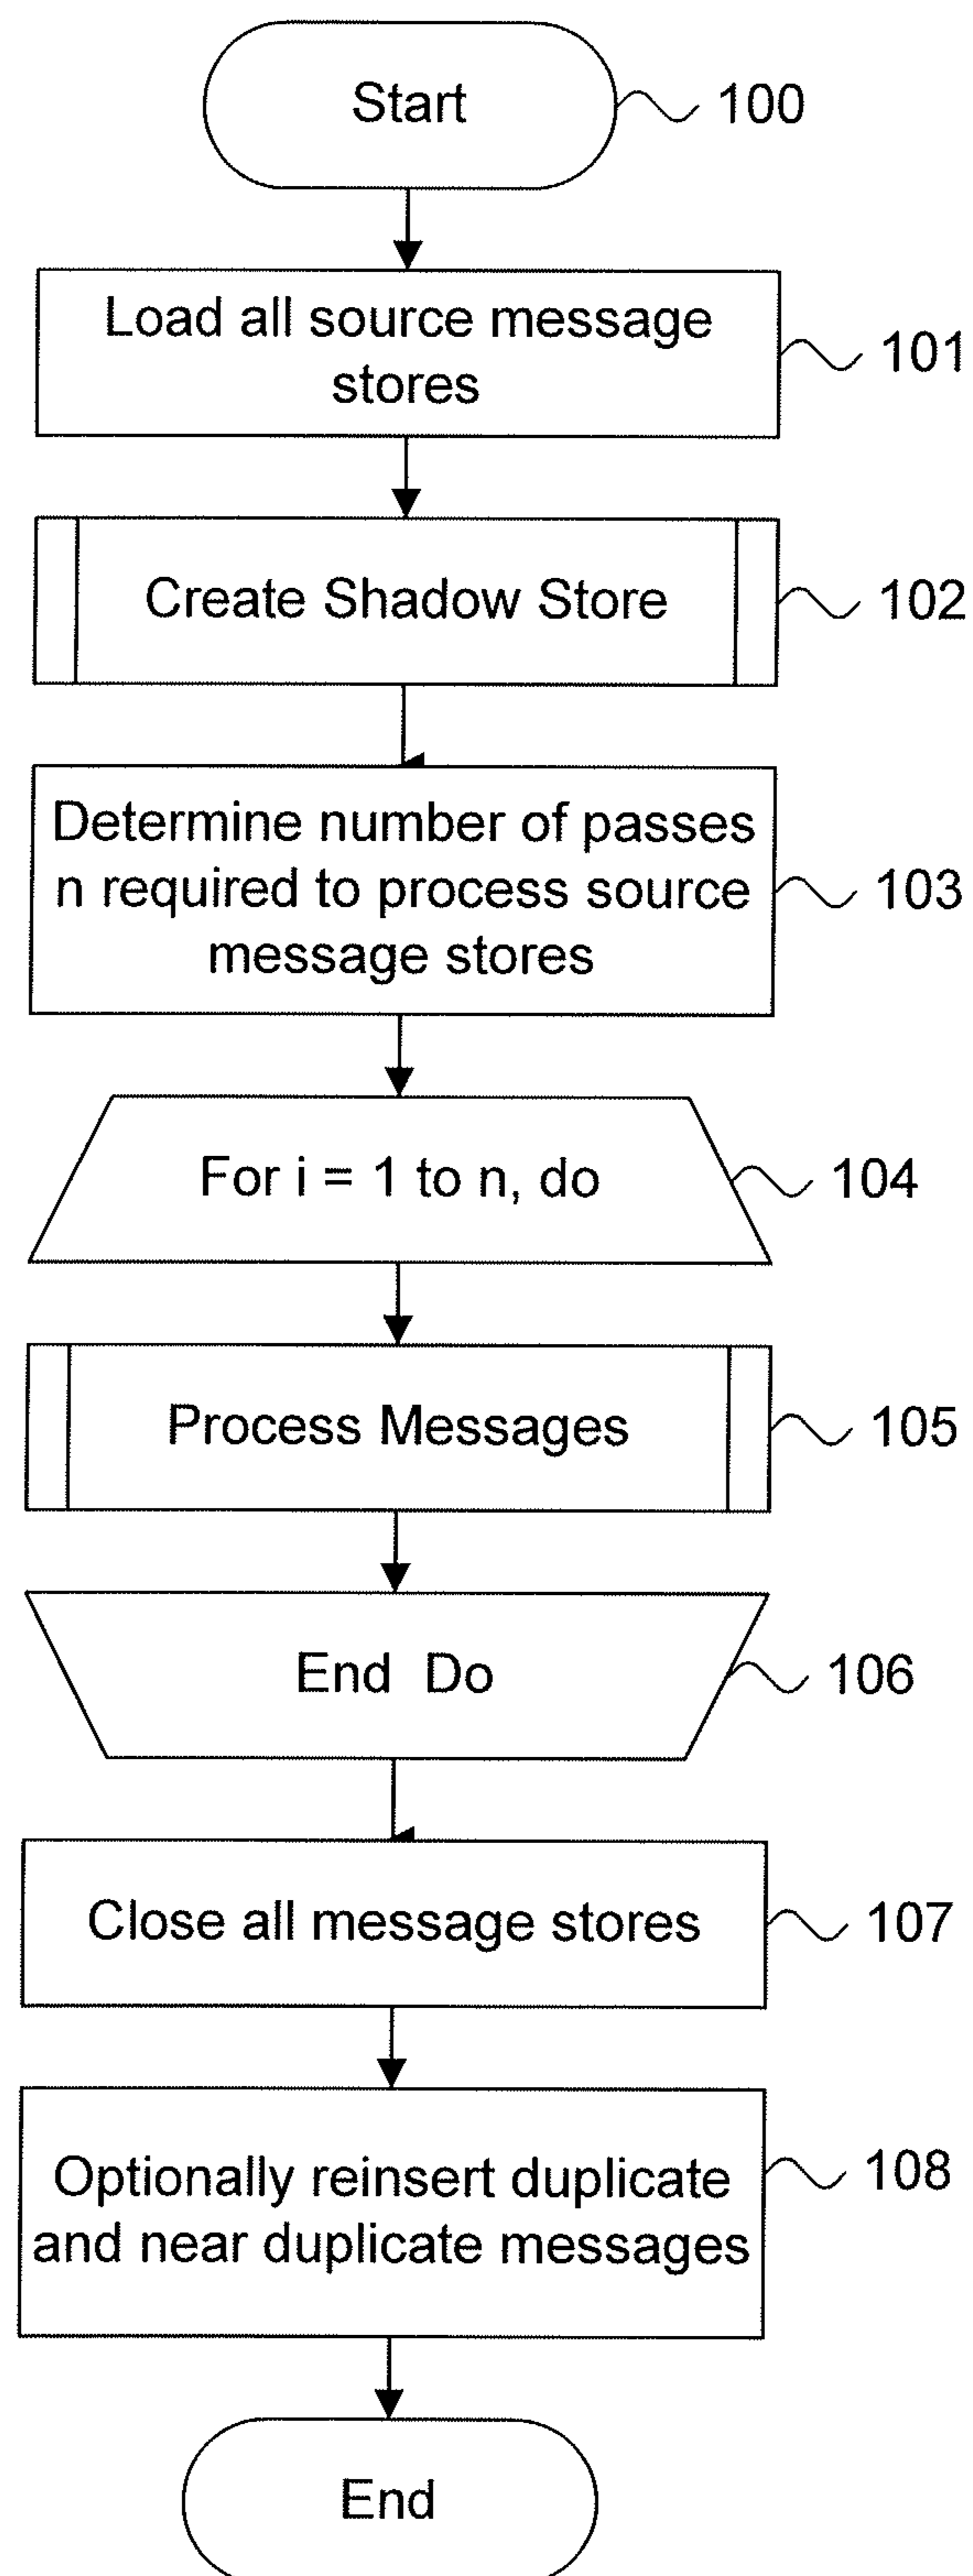 Start
100
Load all source message
stores
101
Create Shadow Store
102
Determine number of passes
n required to process source
message stores
103
For i = 1 to n, do
104
Process Messages
105
End Do
106
Close all message stores
107
Optionally reinsert duplicate
and near duplicate messages
108
End